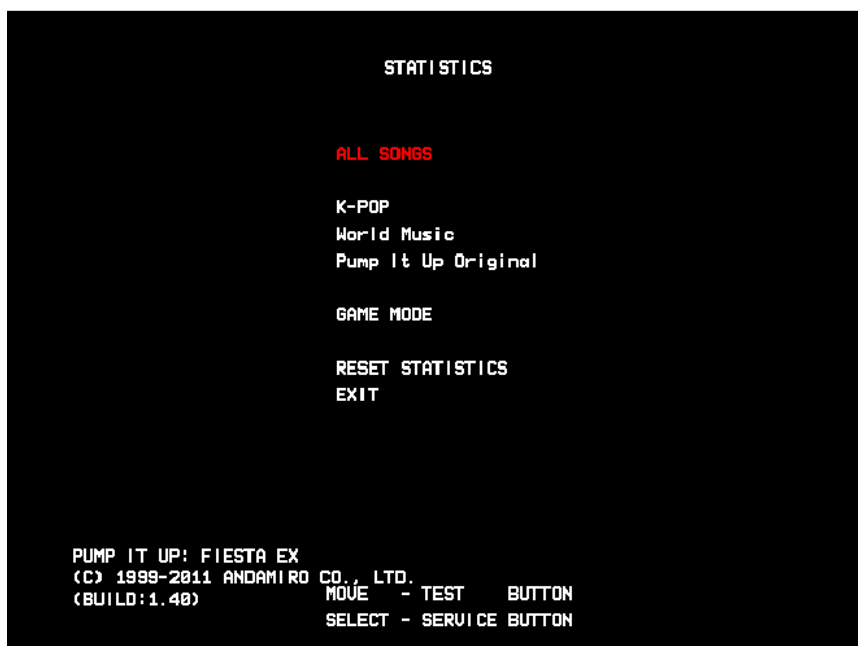 STATISTICS
ALL SONGS
K-POP
World Music
Pump It Up Original
GAME MODE
RESET STATISTICS
EXIT
PUMP IT UP: FIESTA EX
(C) 1999-2011 ANDAMIRO CO., LTD.
(BUILD:1.40)
MOVE - TEST BUTTON
SELECT - SERVICE BUTTON